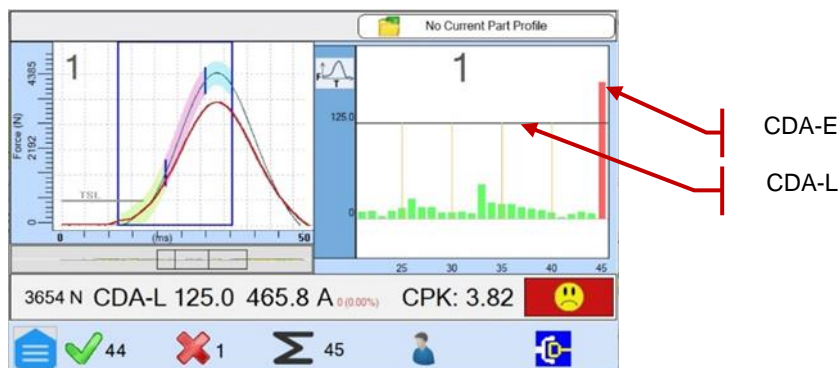 No Current Part Profile
1
4385
2192
0
Force (N)
TSL
0
(ms)
50
F
T
1
125.0
0
25
30
35
40
45
CDA-E
CDA-L
3654 N CDA-L 125.0 465.8 A 0 (0.00%) CPK: 3.82
44
1
Σ 45